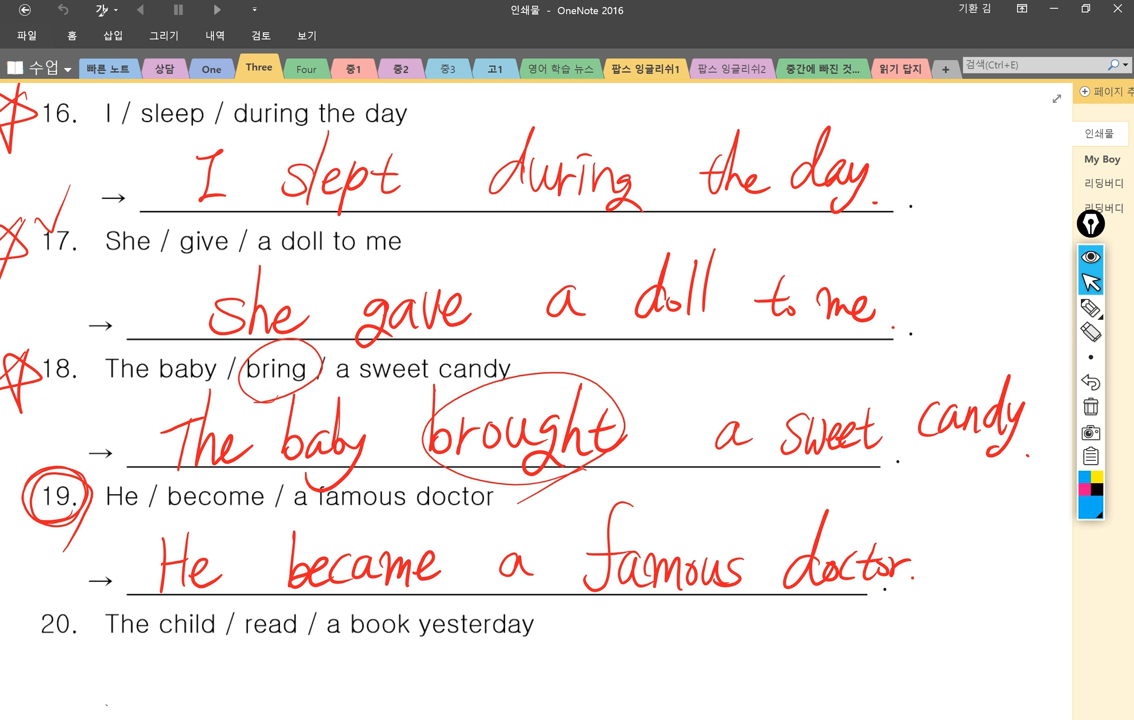 인쇄물 - OneNote 2016
기환 김
파일 홈 삽입 그리기 내역 검토 보기
수업 빠른 노트 상담 One Three Four 중1 중2 중3 고1 영어 학습 뉴스 팝스 잉글리쉬1 팝스 잉글리쉬2 중간에 빠진 것... 읽기 답지 + 검색(Ctrl+E)
페이지 추
인쇄물
My Boy
리딩버디
리딩버디
16. I / sleep / during the day
→ I slept during the day. .
17. She / give / a doll to me
→ She gave a doll to me. .
18. The baby / bring / a sweet candy
→ The baby brought a sweet candy. .
19. He / become / a famous doctor
→ He became a famous doctor. .
20. The child / read / a book yesterday